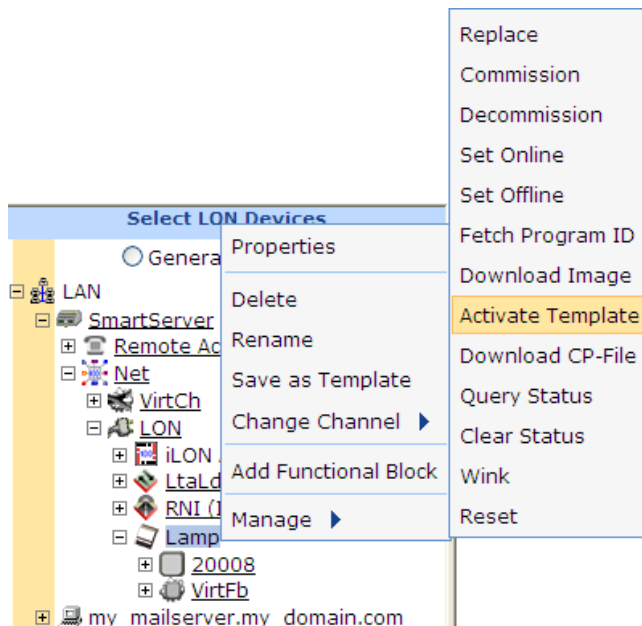 Select LON Devices
Genera
LAN
SmartServer
Remote Ac
Net
VirtCh
LON
iLON
LtaLd
RNI (I
Lamp
20008
VirtFb
my_mailserver.my_domain.com
Properties
Delete
Rename
Save as Template
Change Channel
Add Functional Block
Manage
Replace
Commission
Decommission
Set Online
Set Offline
Fetch Program ID
Download Image
Activate Template
Download CP-File
Query Status
Clear Status
Wink
Reset